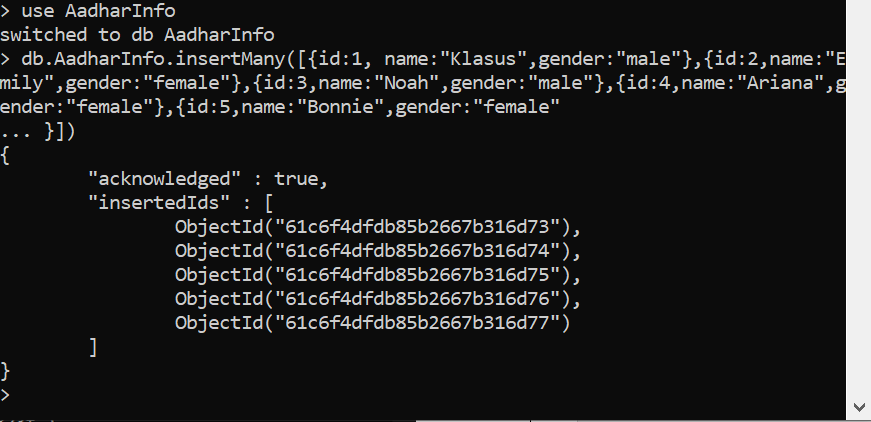 > use AadharInfo
switched to db AadharInfo
> db.AadharInfo.insertMany([{id:1, name:"Klasus",gender:"male"},{id:2,name:"E
mily",gender:"female"},{id:3,name:"Noah",gender:"male"},{id:4,name:"Ariana",g
ender:"female"},{id:5,name:"Bonnie",gender:"female"
... }])
{
        "acknowledged" : true,
        "insertedIds" : [
                ObjectId("61c6f4dfdb85b2667b316d73"),
                ObjectId("61c6f4dfdb85b2667b316d74"),
                ObjectId("61c6f4dfdb85b2667b316d75"),
                ObjectId("61c6f4dfdb85b2667b316d76"),
                ObjectId("61c6f4dfdb85b2667b316d77")
        ]
}
>